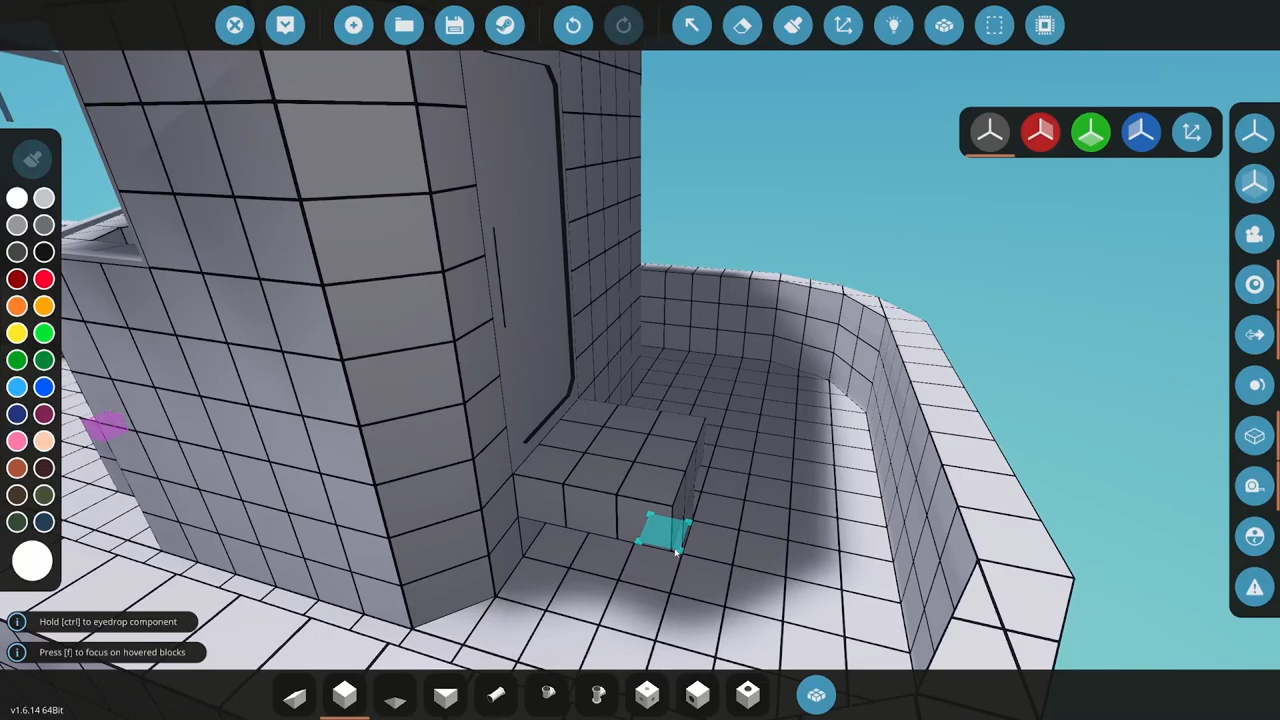 Hold [ctrl] to eyedrop component
Press [f] to focus on hovered blocks
v1.6.14 64Bit